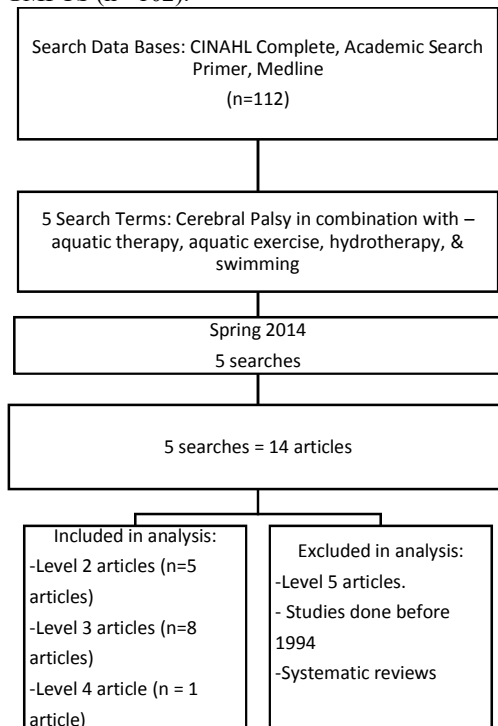 Search Data Bases: CINAHL Complete, Academic Search
Primer, Medline
(n=112)
5 Search Terms: Cerebral Palsy in combination with –
aquatic therapy, aquatic exercise, hydrotherapy, &
swimming
Spring 2014
5 searches
5 searches = 14 articles
Included in analysis:
-Level 2 articles (n=5
articles)
-Level 3 articles (n=8
articles)
-Level 4 article (n = 1
article)
Excluded in analysis:
-Level 5 articles.
- Studies done before
1994
-Systematic reviews